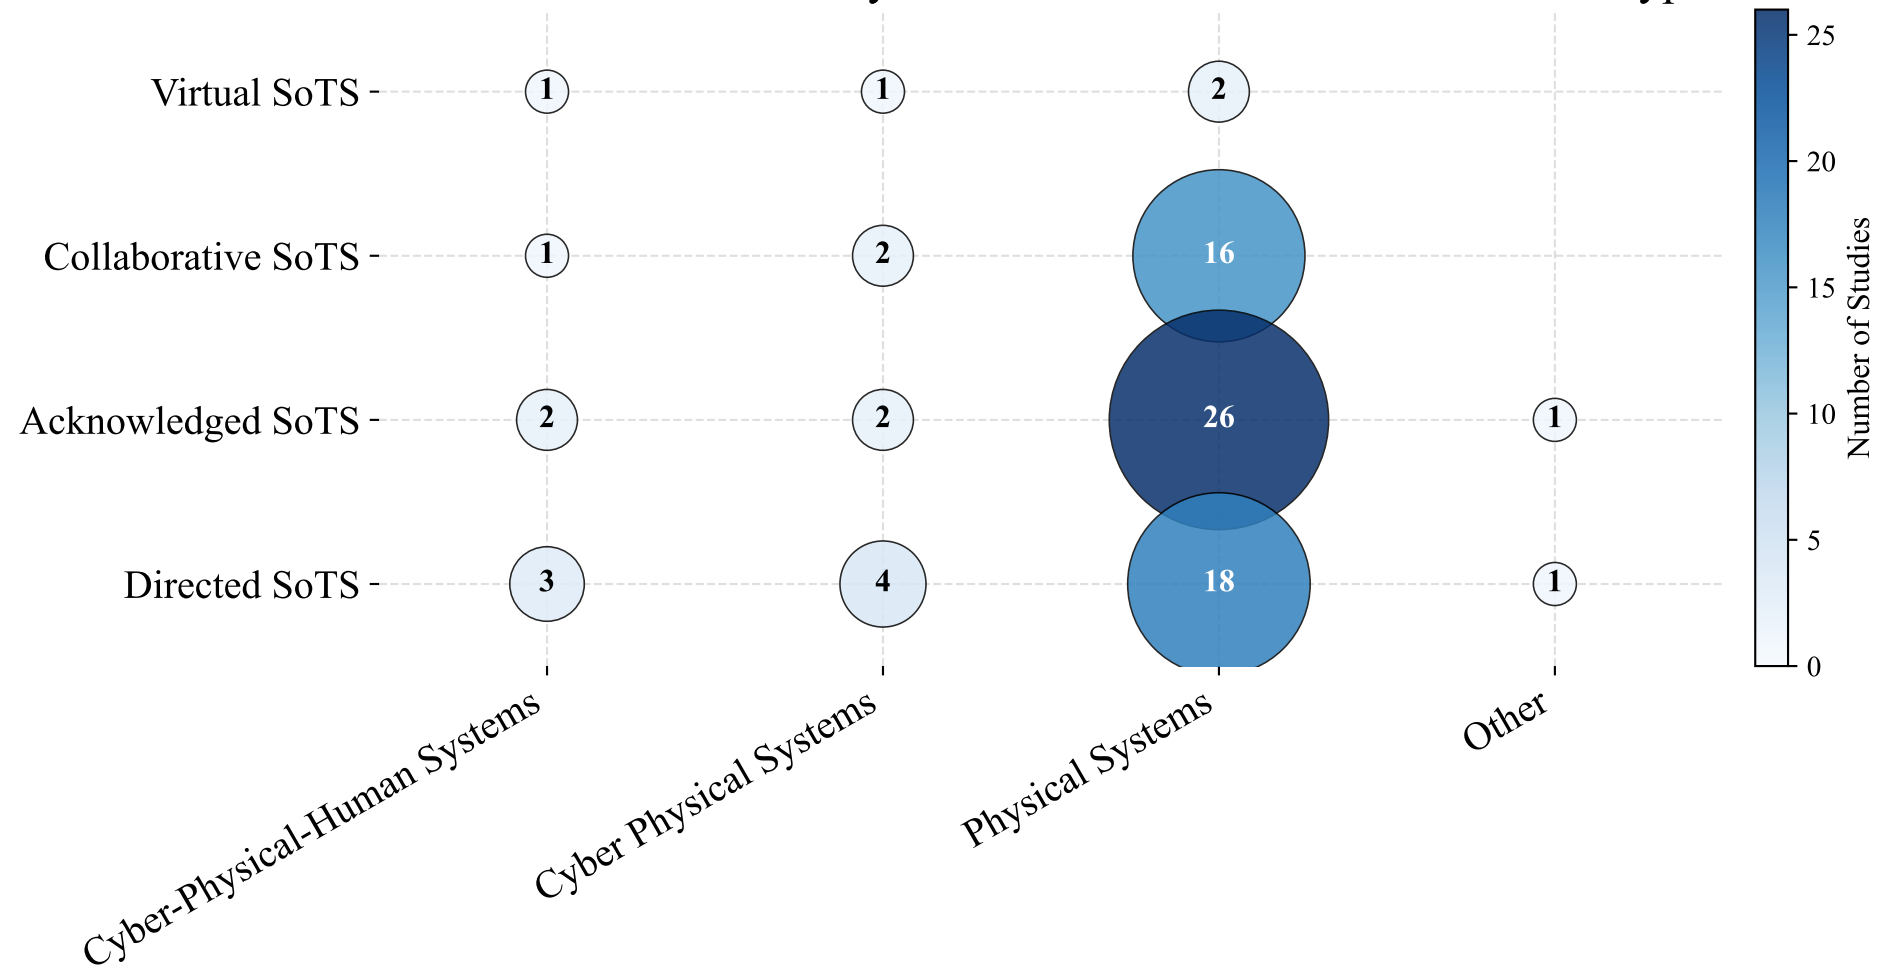 Virtual SoTS
1
1
2
Collaborative SoTS
1
2
16
Acknowledged SoTS
2
2
26
1
Directed SoTS
3
4
18
1
Cyber-Physical-Human Systems
Cyber Physical Systems
Physical Systems
Other
25
20
15
10
5
0
Number of Studies